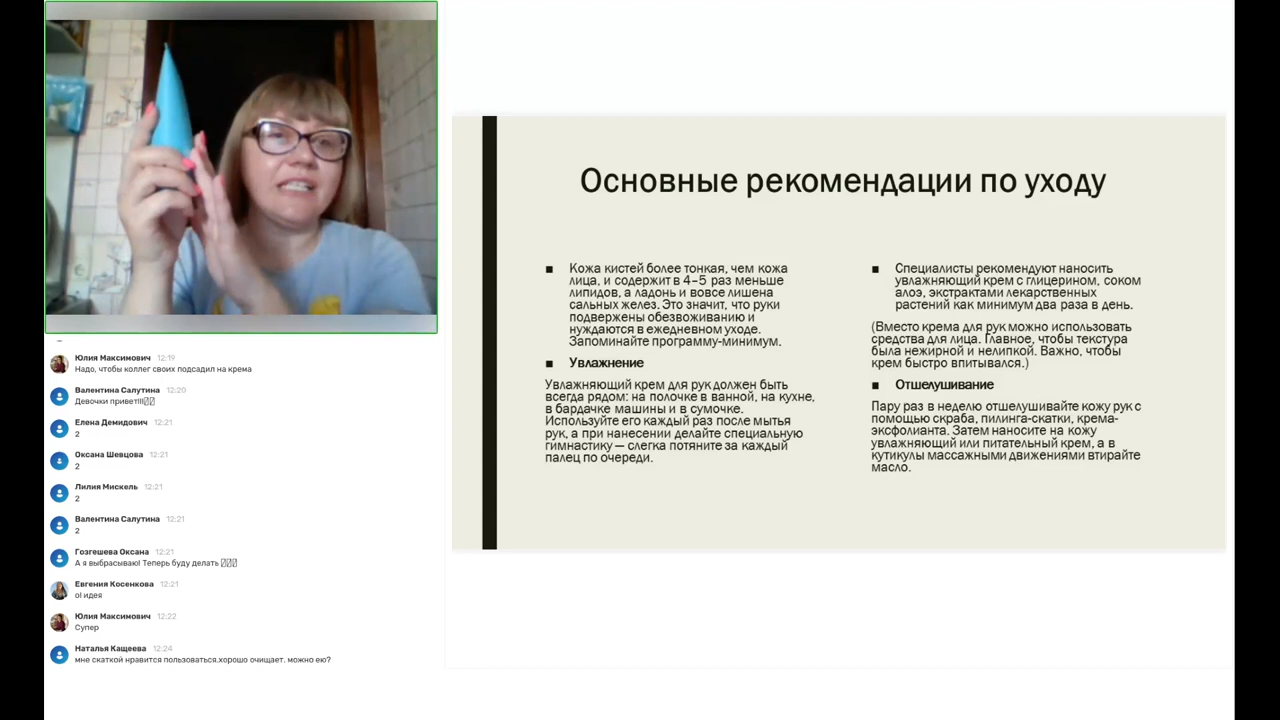 Юлия Максимович 12:19
Надо, чтобы коллег своих подсадил на крема
Валентина Салутина 12:20
Девочки привет!!!
Елена Демидович 12:21
2
Оксана Шевцова 12:21
2
Лилия Мискель 12:21
2
Валентина Салутина 12:21
2
Гозгешева Оксана 12:21
А я выбрасываю! Теперь буду делать
Евгения Косенкова 12:21
о! идея
Юлия Максимович 12:22
Супер
Наталья Кащеева 12:24
мне скаткой нравится пользоваться.хорошо очищает. можно ею?
Основные рекомендации по уходу
■ Кожа кистей более тонкая, чем кожа
лица, и содержит в 4–5 раз меньше
липидов, а ладонь и вовсе лишена
сальных желез. Это значит, что руки
подвержены обезвоживанию и
нуждаются в ежедневном уходе.
Запоминайте программу-минимум.
■ Увлажнение
Увлажняющий крем для рук должен быть
всегда рядом: на полочке в ванной, на кухне,
в бардачке машины и в сумочке.
Используйте его каждый раз после мытья
рук, а при нанесении делайте специальную
гимнастику — слегка потяните за каждый
палец по очереди.
■ Специалисты рекомендуют наносить
увлажняющий крем с глицерином, соком
алоэ, экстрактами лекарственных
растений как минимум два раза в день.
(Вместо крема для рук можно использовать
средства для лица. Главное, чтобы текстура
была нежирной и нелипкой. Важно, чтобы
крем быстро впитывался.)
■ Отшелушивание
Пару раз в неделю отшелушивайте кожу рук с
помощью скраба, пилинга-скатки, крема-
эксфолианта. Затем наносите на кожу
увлажняющий или питательный крем, а в
кутикулы массажными движениями втирайте
масло.